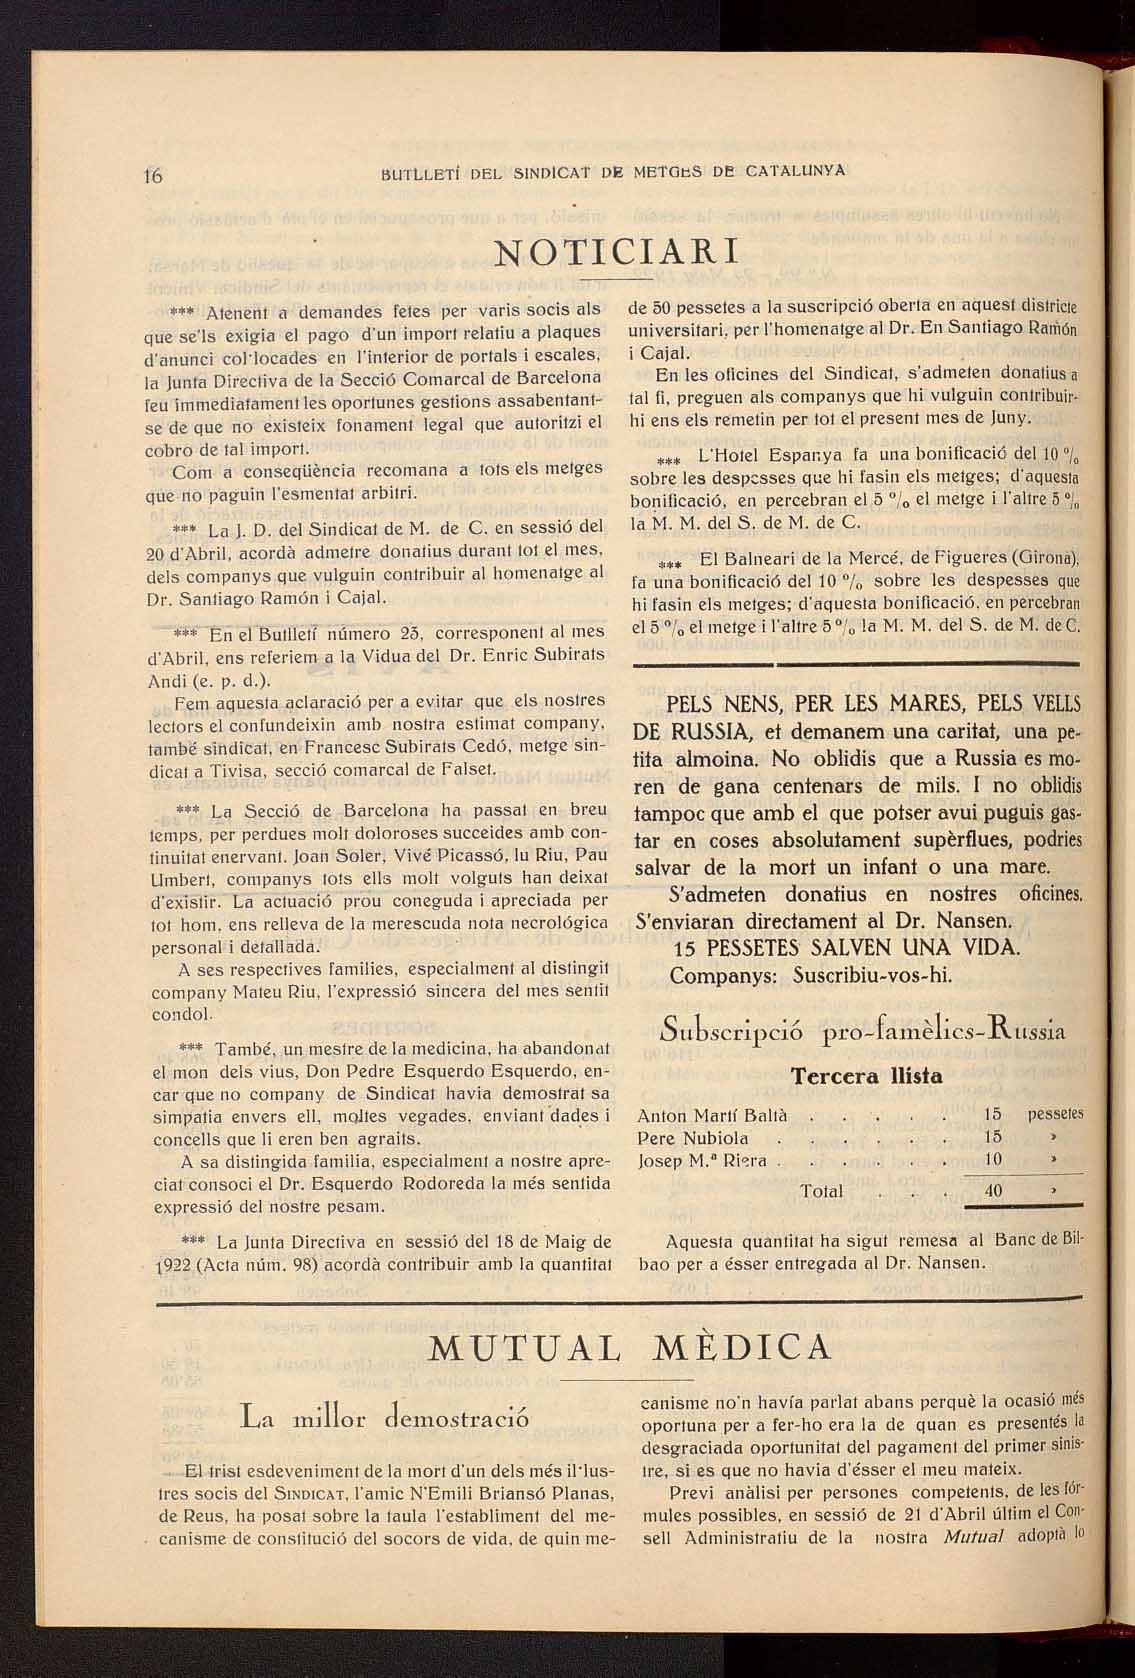 16
BUTLLETÍ DEL SINDICAT DE METGES DE CATALUNYA
NOTICIARI
*** Atenent a demandes fetes per varis socis als
que se'ls exigia el pago d'un import relatiu a plaques
d'anunci col·locades en l'interior de portals i escales,
la Junta Directiva de la Secció Comarcal de Barcelona
feu immediatament les oportunes gestions assabentant-
se de que no existeix fonament legal que autoritzi el
cobro de tal import.
Com a conseqüència recomana a tots els metges
que no paguin l'esmentat arbitri.
*** La J. D. del Sindicat de M. de C. en sessió del
20 d'Abril, acordà admetre donatius durant tot el mes,
dels companys que vulguin contribuir al homenatge al
Dr. Santiago Ramón i Cajal.
*** En el Butlletí número 25, corresponent al mes
d'Abril, ens referiem a la Vidua del Dr. Enric Subirats
Andi (e. p. d.).
Fem aquesta aclaració per a evitar que els nostres
lectors el confundeixin amb nostra estimat company,
també sindicat, en Francesc Subirats Cedó, metge sin-
dicat a Tivisa, secció comarcal de Falset.
*** La Secció de Barcelona ha passat en breu
temps, per perdues molt doloroses succeides amb con-
tinuitat enervant. Joan Soler, Vivé Picassó, lu Riu, Pau
Umbert, companys tots ells molt volguts han deixat
d'existir. La actuació pròu coneguda i apreciada per
tot hom, ens relleva de la merescuda nota necrológica
personal i detallada.
A ses respectives families, especialment al distingit
company Mateu Riu, l'expressió sincera del mes sentit
condol.
*** També, un mestre de la medicina, ha abandonat
el mon dels vius, Don Pedre Esquerdo Esquerdo, en-
car que no company de Sindicat havia demostrat sa
simpatia envers ell, moltes vegades, enviant dades i
concells que li eren ben agraits.
A sa distingida familia, especialment a nostre apre-
ciat consoci el Dr. Esquerdo Rodoreda la més sentida
expressió del nostre pesam.
*** La Junta Directiva en sessió del 18 de Maig de
1922 (Acta núm. 98) acordà contribuir amb la quantitat
de 50 pessetes a la suscripció oberta en aquest districte
universitari, per l'homenatge al Dr. En Santiago Ramón
i Cajal.
En les oficines del Sindicat, s'admeten donatius a
tal fi, preguen als companys que hi vulguin contribuir-
hi ens els remetin per tot el present mes de Juny.
*** L'Hotel Espanya fa una bonificació del 10 %
sobre les despesses que hi fasin els metges; d'aquesta
bonificació, en percebran el 5 % el metge i l'altre 5 %
la M. M. del S. de M. de C.
*** El Balneari de la Mercé, de Figueres (Girona),
fa una bonificació del 10 % sobre les despesses que
hi fasin els metges; d'aquesta bonificació, en percebran
el 5 % el metge i l'altre 5 % la M. M. del S. de M. de C.
PELS NENS, PER LES MARES, PELS VELLS
DE RUSSIA, et demanem una caritat, una pe-
tita almoina. No oblidis que a Russia es mo-
ren de gana centenars de mils. I no oblidis
tampoc que amb el que potser avui puguis gas-
tar en coses absolutament supèrflues, podries
salvar de la mort un infant o una mare.
S'admeten donatius en nostres oficines.
S'enviaran directament al Dr. Nansen.
15 PESSETES SALVEN UNA VIDA.
Companys: Suscribiu-vos-hi.
Subscripció pro-famèlics-Russia
Tercera llista
Anton Martí Baltà . . . . . 15 pessetes
Pere Nubiola . . . . . . 15 »
Josep M.ª Riera . . . . . . 10 »
Total . . . 40 »
Aquesta quantitat ha sigut remesa al Banc de Bil-
bao per a ésser entregada al Dr. Nansen.
MUTUAL MÈDICA
La millor demostració
El trist esdeveniment de la mort d'un dels més il·lus-
tres socis del SINDICAT, l'amic N'Emili Briansó Planas,
de Reus, ha posat sobre la taula l'establiment del me-
canisme de constitució del socors de vida, de quin me-
canisme no'n havía parlat abans perquè la ocasió més
oportuna per a fer-ho era la de quan es presentés la
desgraciada oportunitat del pagament del primer sinis-
tre, si es que no havia d'ésser el meu mateix.
Previ anàlisi per persones competents, de les fór-
mules possibles, en sessió de 21 d'Abril últim el Con-
sell Administratiu de la nostra Mutual adoptà lo